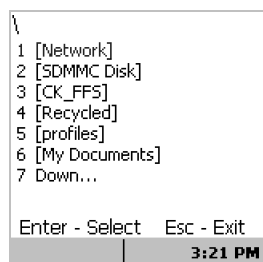 \
1 [Network]
2 [SDMMC Disk]
3 [CK_FFS]
4 [Recycled]
5 [profiles]
6 [My Documents]
7 Down...
Enter - Select Esc - Exit
3:21 PM